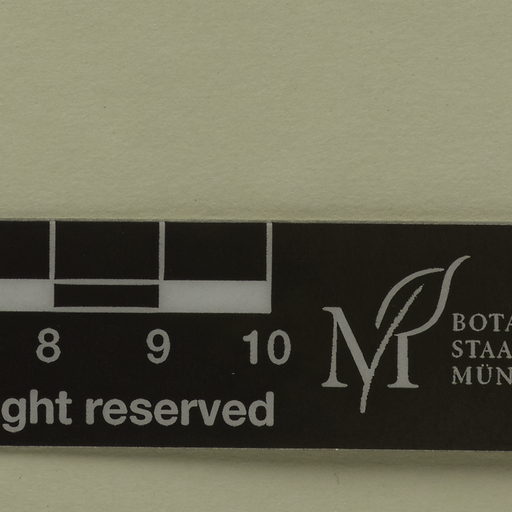 8 9 10
ght reserved
M
BOTA
STAA
MÜN